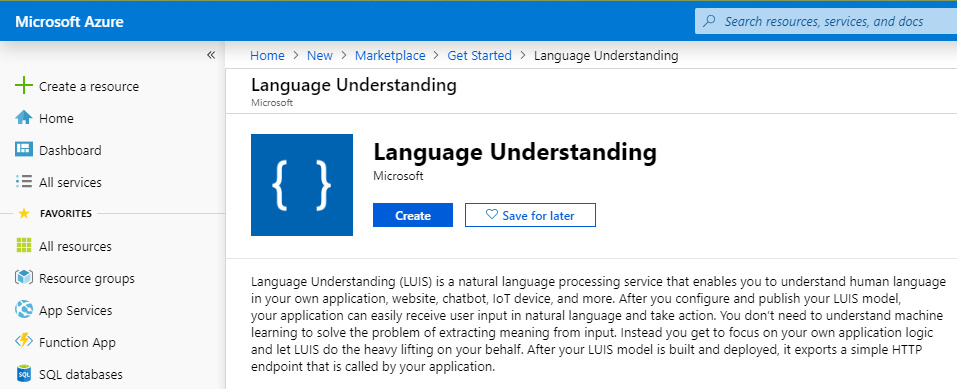 Microsoft Azure
Search resources, services, and docs
«
Create a resource
Home
Dashboard
All services
FAVORITES
All resources
Resource groups
App Services
Function App
SQL databases
Home > New > Marketplace > Get Started > Language Understanding
Language Understanding
Microsoft
{ }
Language Understanding
Microsoft
Create
Save for later
Language Understanding (LUIS) is a natural language processing service that enables you to understand human language
in your own application, website, chatbot, IoT device, and more. After you configure and publish your LUIS model,
your application can easily receive user input in natural language and take action. You don't need to understand machine
learning to solve the problem of extracting meaning from input. Instead you get to focus on your own application logic
and let LUIS do the heavy lifting on your behalf. After your LUIS model is built and deployed, it exports a simple HTTP
endpoint that is called by your application.